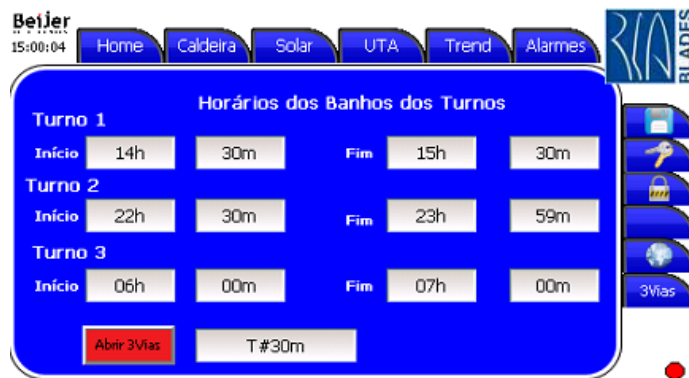 Beijer
15:00:04 Home Caldeira Solar UTA Trend Alarmes
BLADES
Horários dos Banhos dos Turnos
Turno 1
Início 14h 30m Fim 15h 30m
Turno 2
Início 22h 30m Fim 23h 59m
Turno 3
Início 06h 00m Fim 07h 00m
3Vias
Abrir 3Vias T#30m